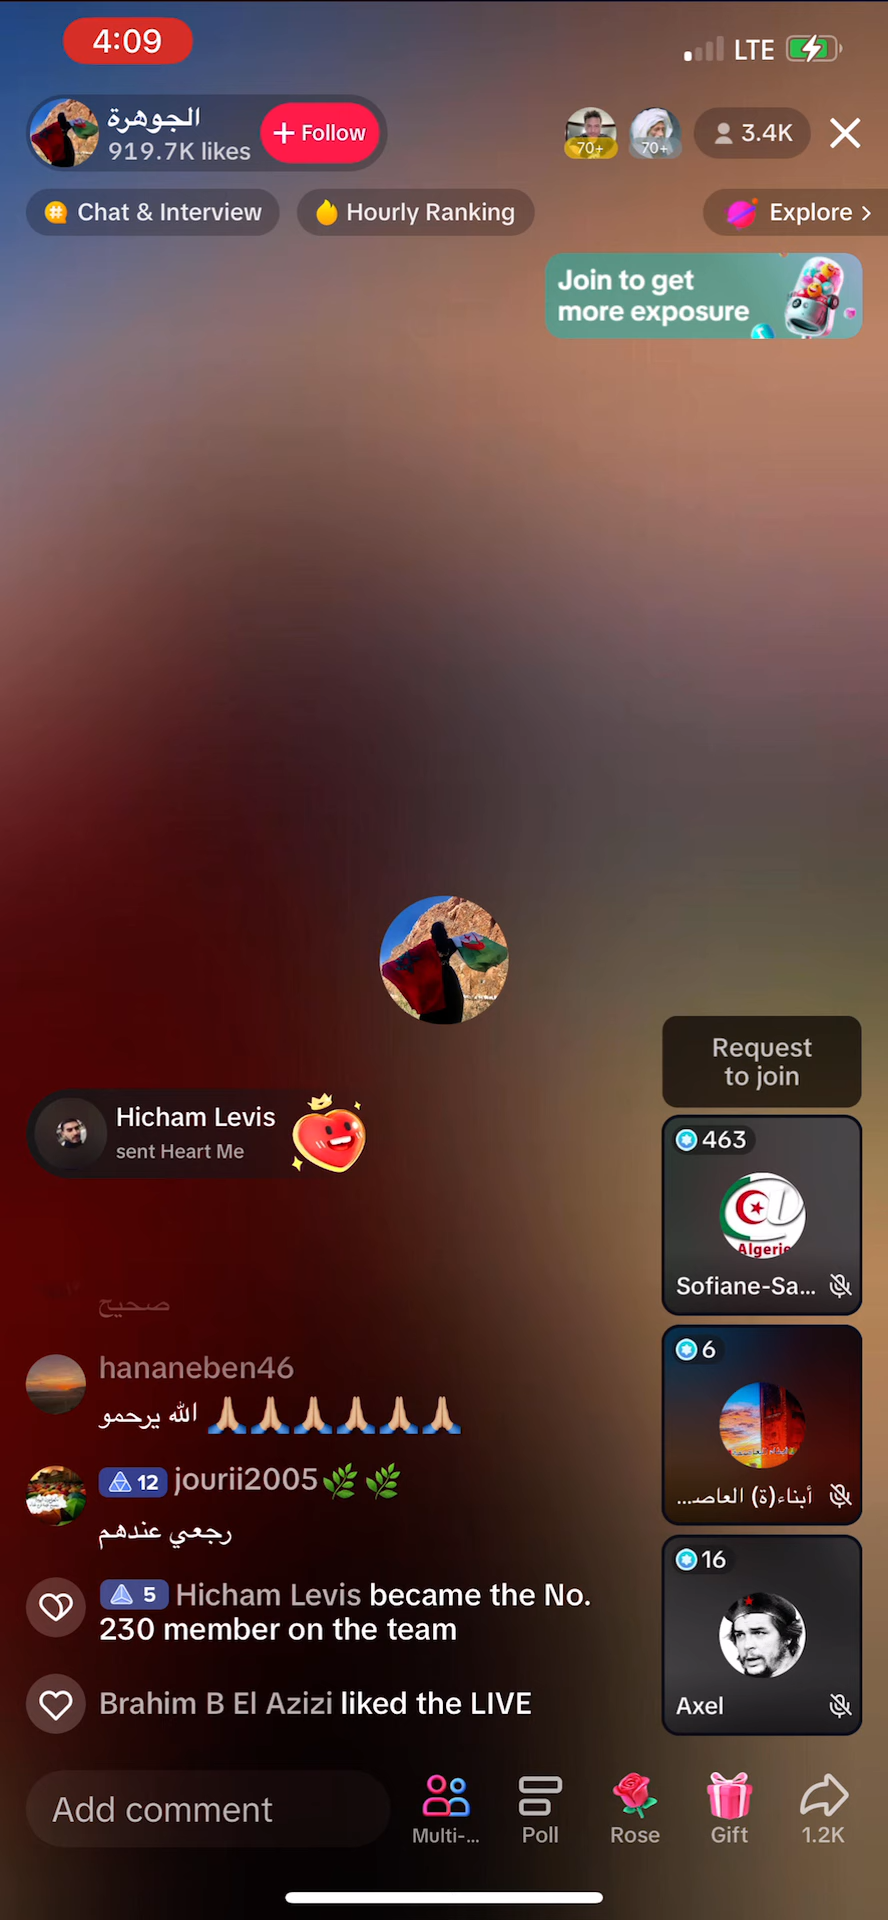 4:09
LTE
الجوهرة
919.7K likes
+ Follow
70+
70+
3.4K
Chat & Interview
Hourly Ranking
Explore >
Join to get
more exposure
Request
to join
Hicham Levis
sent Heart Me
463
Algerie
Sofiane-Sa...
صحيح
hananeben46
الله يرحمو 🙏🏼🙏🏼🙏🏼🙏🏼🙏🏼🙏🏼
6
أبناء(ة) العاصـ...
12 jourii2005🌿🌿
رجعي عندهم
16
Axel
5 Hicham Levis became the No.
230 member on the team
Brahim B El Azizi liked the LIVE
Add comment
Multi-...
Poll
Rose
Gift
1.2K